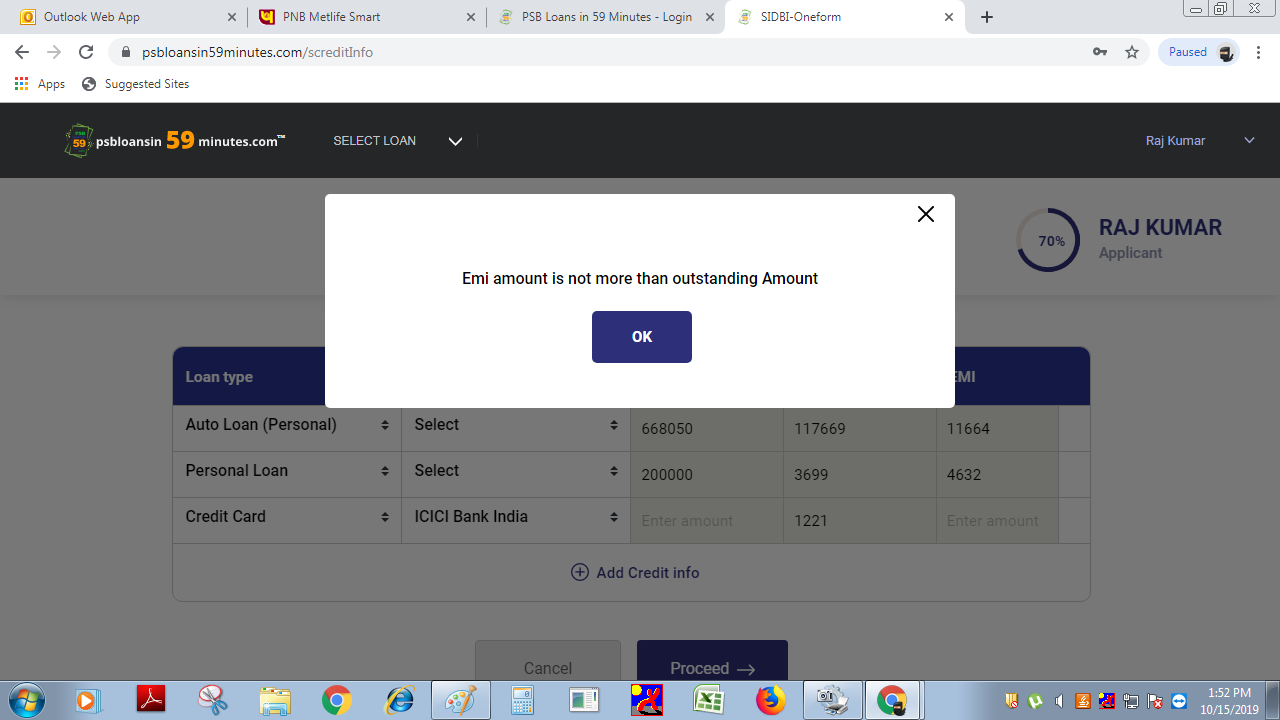 Outlook Web App
PNB Metlife Smart
PSB Loans in 59 Minutes - Login
SIDBI-Oneform
psbloansin59minutes.com/screditInfo
Paused
Apps
Suggested Sites
PSB
59
psbloansin 59 minutes.com™
SELECT LOAN
Raj Kumar
70%
RAJ KUMAR
Applicant
Emi amount is not more than outstanding Amount
OK
Loan type
EMI
Auto Loan (Personal) Select 668050 117669 11664
Personal Loan Select 200000 3699 4632
Credit Card ICICI Bank India Enter amount 1221 Enter amount
Add Credit info
Cancel
Proceed
1:52 PM
10/15/2019